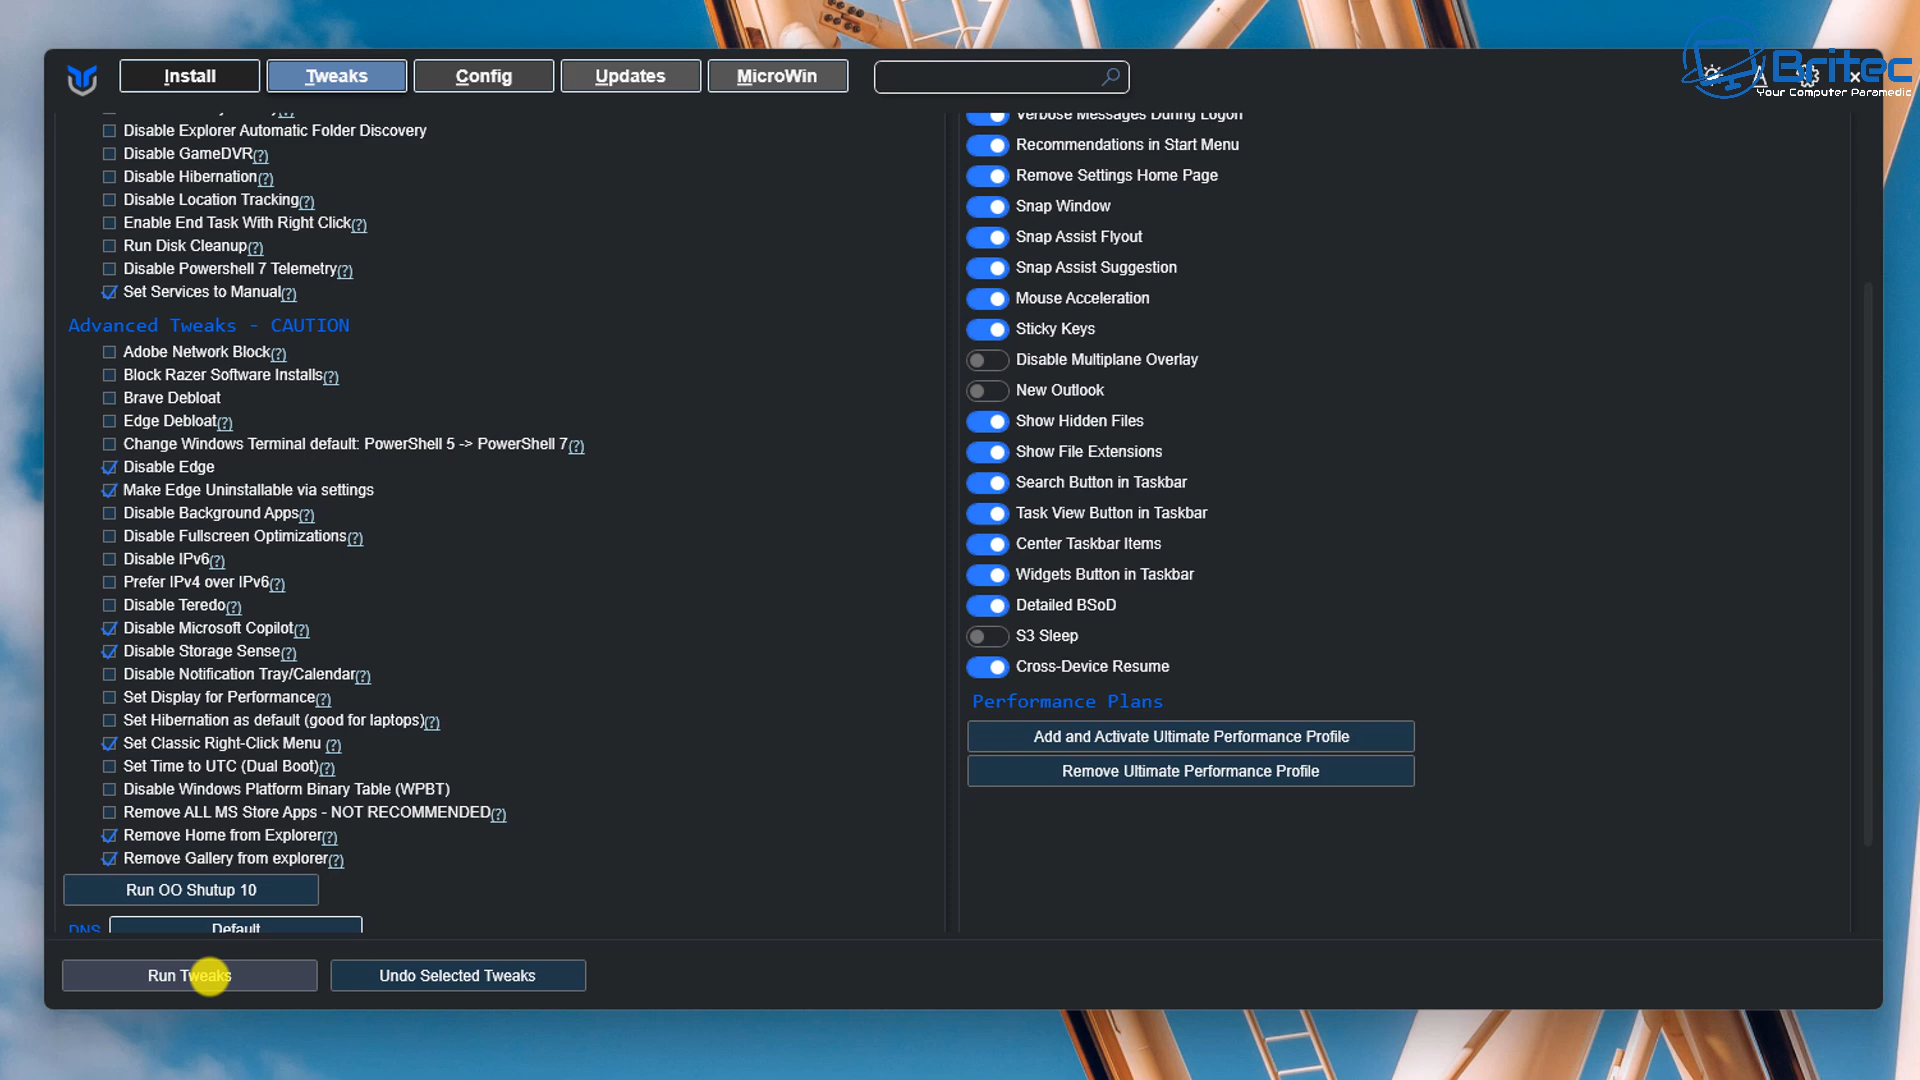 Install
Tweaks
Config
Updates
MicroWin
Britec
Your Computer Paramedic
Disable Explorer Automatic Folder Discovery
Disable GameDVR(?)
Disable Hibernation(?)
Disable Location Tracking(?)
Enable End Task With Right Click(?)
Run Disk Cleanup(?)
Disable Powershell 7 Telemetry(?)
Set Services to Manual(?)
Advanced Tweaks - CAUTION
Adobe Network Block(?)
Block Razer Software Installs(?)
Brave Debloat
Edge Debloat(?)
Change Windows Terminal default: PowerShell 5 -> PowerShell 7(?)
Disable Edge
Make Edge Uninstallable via settings
Disable Background Apps(?)
Disable Fullscreen Optimizations(?)
Disable IPv6(?)
Prefer IPv4 over IPv6(?)
Disable Teredo(?)
Disable Microsoft Copilot(?)
Disable Storage Sense(?)
Disable Notification Tray/Calendar(?)
Set Display for Performance(?)
Set Hibernation as default (good for laptops)(?)
Set Classic Right-Click Menu (?)
Set Time to UTC (Dual Boot)(?)
Disable Windows Platform Binary Table (WPBT)
Remove ALL MS Store Apps - NOT RECOMMENDED(?)
Remove Home from Explorer(?)
Remove Gallery from explorer(?)
Run OO Shutup 10
DNS
Default
Verbose Messages During Logon
Recommendations in Start Menu
Remove Settings Home Page
Snap Window
Snap Assist Flyout
Snap Assist Suggestion
Mouse Acceleration
Sticky Keys
Disable Multiplane Overlay
New Outlook
Show Hidden Files
Show File Extensions
Search Button in Taskbar
Task View Button in Taskbar
Center Taskbar Items
Widgets Button in Taskbar
Detailed BSoD
S3 Sleep
Cross-Device Resume
Performance Plans
Add and Activate Ultimate Performance Profile
Remove Ultimate Performance Profile
Run Tweaks
Undo Selected Tweaks